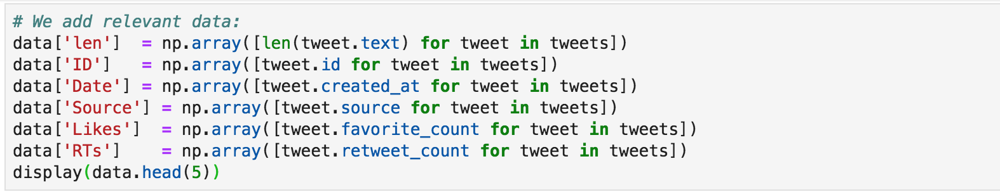 # We add relevant data:
data['len']  = np.array([len(tweet.text) for tweet in tweets])
data['ID']   = np.array([tweet.id for tweet in tweets])
data['Date'] = np.array([tweet.created_at for tweet in tweets])
data['Source'] = np.array([tweet.source for tweet in tweets])
data['Likes']  = np.array([tweet.favorite_count for tweet in tweets])
data['RTs']    = np.array([tweet.retweet_count for tweet in tweets])
display(data.head(5))